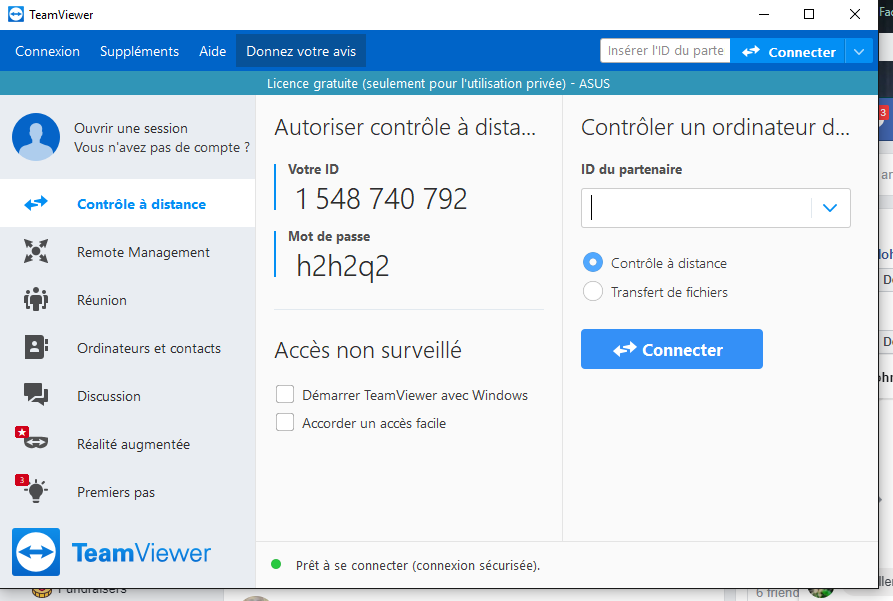 TeamViewer
Connexion Suppléments Aide Donnez votre avis Insérer l'ID du parte Connecter
Licence gratuite (seulement pour l'utilisation privée) - ASUS
Ouvrir une session
Vous n'avez pas de compte ?
Contrôle à distance
Remote Management
Réunion
Ordinateurs et contacts
Discussion
Réalité augmentée
3
Premiers pas
TeamViewer
Autoriser contrôle à dista...
Votre ID
1 548 740 792
Mot de passe
h2h2q2
Accès non surveillé
Démarrer TeamViewer avec Windows
Accorder un accès facile
Contrôler un ordinateur d...
ID du partenaire
Contrôle à distance
Transfert de fichiers
Connecter
Prêt à se connecter (connexion sécurisée).
3
Fundraisers
6 friend